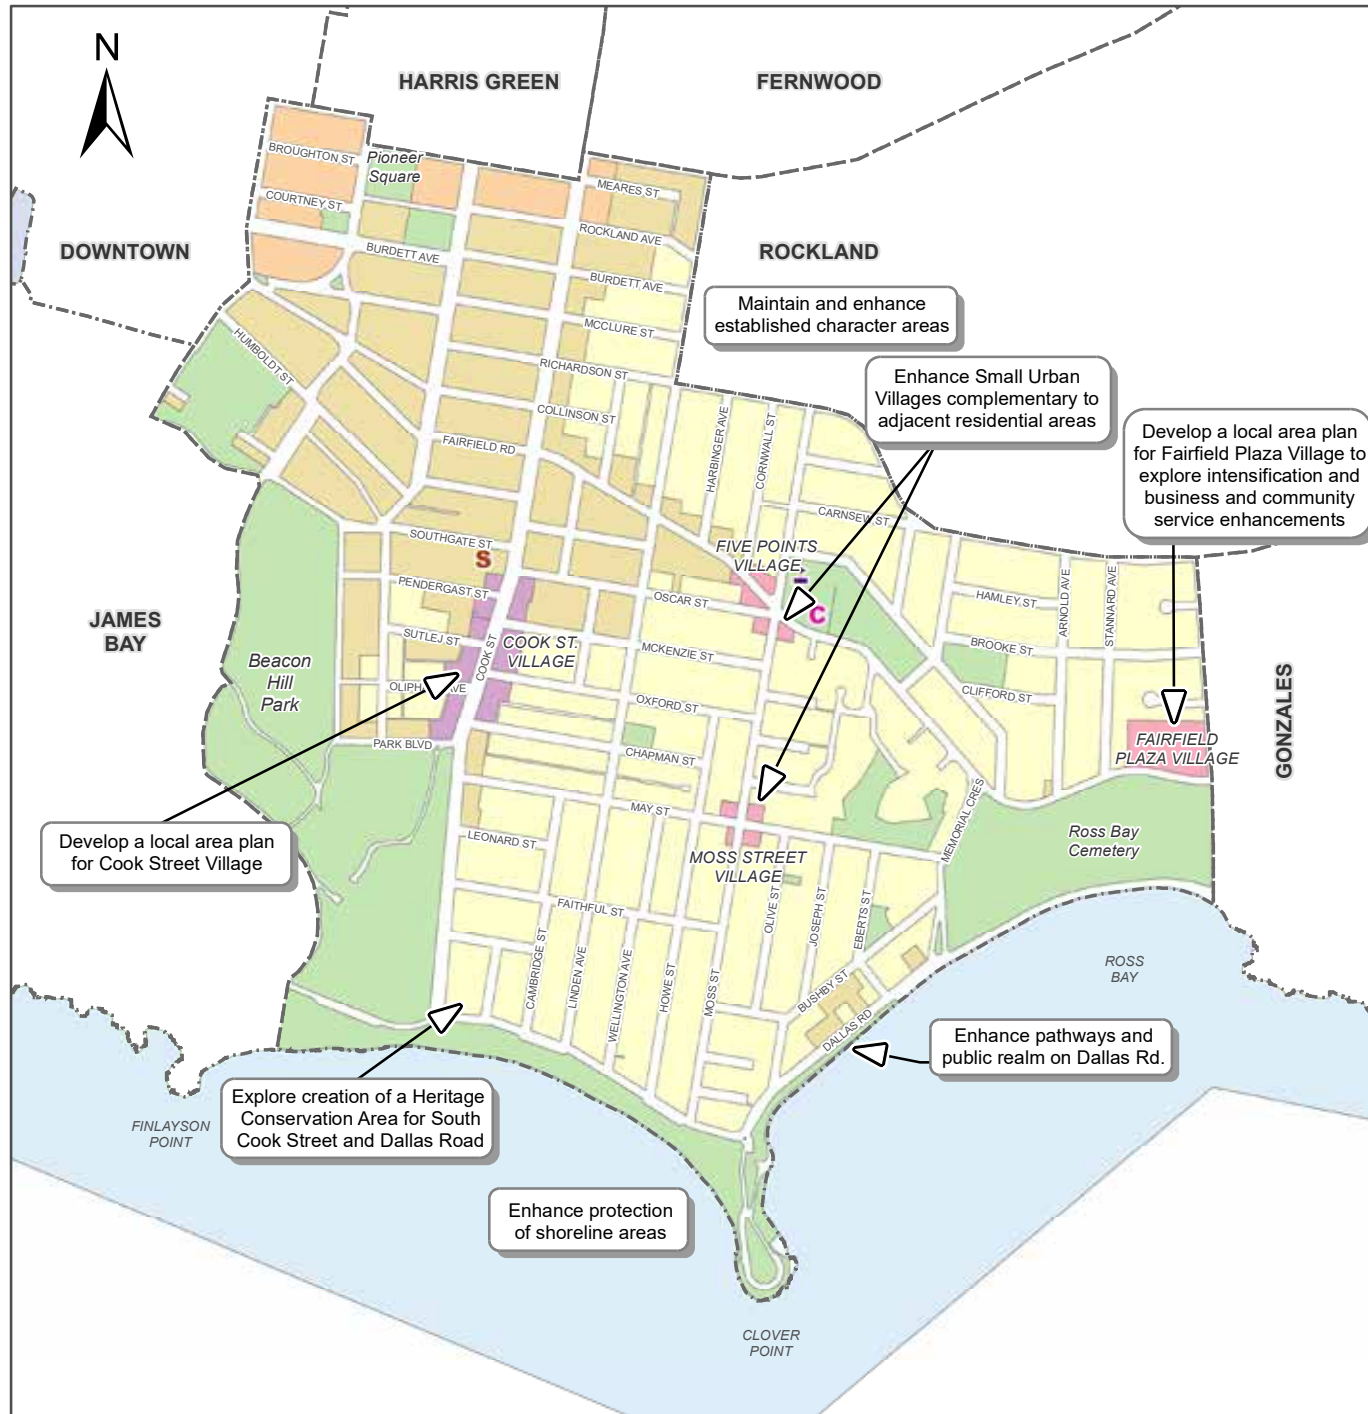 N
HARRIS GREEN
FERNWOOD
BROUGHTON ST
Pioneer
Square
MEARES ST
COURTNEY ST
ROCKLAND AVE
DOWNTOWN
BURDETT AVE
ROCKLAND
BURDETT AVE
Maintain and enhance
established character areas
MCCLURE ST
HUMBOLDT ST
RICHARDSON ST
Enhance Small Urban
Villages complementary to
adjacent residential areas
COLLINSON ST
HARBINGER AVE
CORNWALL ST
Develop a local area plan
for Fairfield Plaza Village to
explore intensification and
business and community
service enhancements
FAIRFIELD RD
CARNSEW ST
SOUTHGATE ST
S
FIVE POINTS
VILLAGE
PENDERGAST ST
OSCAR ST
C
HAMLEY ST
ARNOLD AVE
STANNARD AVE
JAMES
BAY
SUTLEJ ST
COOK ST
COOK ST.
VILLAGE
MCKENZIE ST
BROOKE ST
Beacon
Hill
Park
OLIPH AVE
OXFORD ST
CLIFFORD ST
GONZALES
PARK BLVD
CHAPMAN ST
FAIRFIELD
PLAZA VILLAGE
MAY ST
MEMORIAL CRES
Develop a local area plan
for Cook Street Village
LEONARD ST
MOSS STREET
VILLAGE
Ross Bay
Cemetery
FAITHFUL ST
OLIVE ST
JOSEPH ST
EBERTS ST
CAMBRIDGE ST
LINDEN AVE
WELLINGTON AVE
HOWE ST
MOSS ST
BUSHBY ST
ROSS
BAY
DALLAS RD
Enhance pathways and
public realm on Dallas Rd.
Explore creation of a Heritage
Conservation Area for South
Cook Street and Dallas Road
FINLAYSON
POINT
Enhance protection
of shoreline areas
CLOVER
POINT